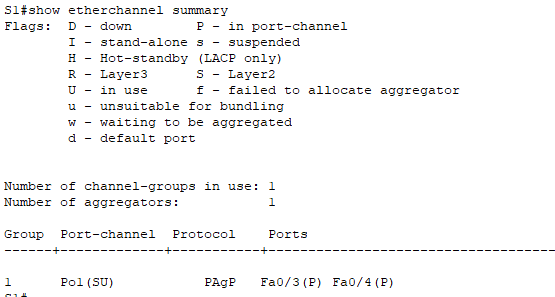 S1#show etherchannel summary
Flags:  D - down        P - in port-channel
        I - stand-alone s - suspended
        H - Hot-standby (LACP only)
        R - Layer3      S - Layer2
        U - in use      f - failed to allocate aggregator
        u - unsuitable for bundling
        w - waiting to be aggregated
        d - default port
Number of channel-groups in use: 1
Number of aggregators:           1
Group  Port-channel  Protocol    Ports
------+-------------+-----------+------------------------------------
1      Po1(SU)           PAgP   Fa0/3(P) Fa0/4(P)
S1#